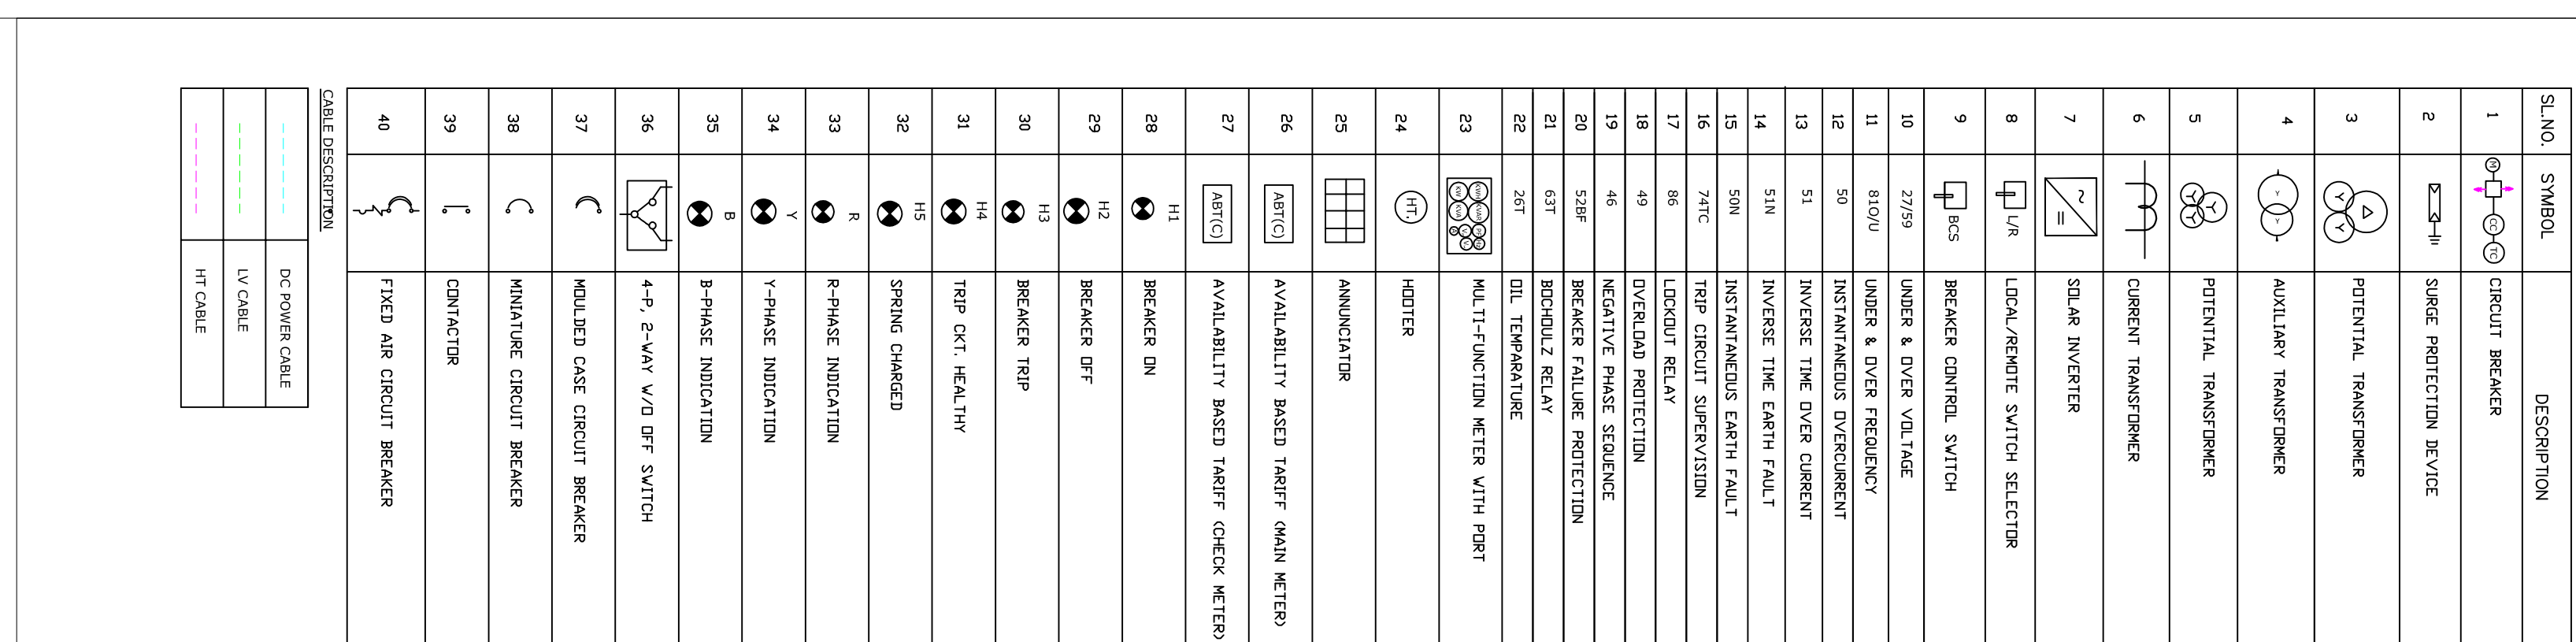 SL.NO. SYMBOL DESCRIPTION
1 M CC TC CIRCUIT BREAKER
2 SURGE PROTECTION DEVICE
3 Y Y Δ POTENTIAL TRANSFORMER
4 Y Y AUXILIARY TRANSFORMER
5 Y Y Y POTENTIAL TRANSFORMER
6 CURRENT TRANSFORMER
7 ~ = SOLAR INVERTER
8 L/R LOCAL/REMOTE SWITCH SELECTOR
9 BCS BREAKER CONTROL SWITCH
10 27/59 UNDER & OVER VOLTAGE
11 81O/U UNDER & OVER FREQUENCY
12 50 INSTANTANEOUS OVERCURRENT
13 51 INVERSE TIME OVER CURRENT
14 51N INVERSE TIME EARTH FAULT
15 50N INSTANTANEOUS EARTH FAULT
16 74TC TRIP CIRCUIT SUPERVISION
17 86 LOCKOUT RELAY
18 49 OVERLOAD PROTECTION
19 46 NEGATIVE PHASE SEQUENCE
20 52BF BREAKER FAILURE PROTECTION
21 63T BOCHOULZ RELAY
22 26T OIL TEMPARATURE
23 KWH KVAR PF Hz KW KVA V A MULTI-FUNCTION METER WITH PORT
24 HT. HOOTER
25 ANNUNCIATOR
26 ABT(C) AVAILABILITY BASED TARIFF (MAIN METER)
27 ABT(C) AVAILABILITY BASED TARIFF (CHECK METER)
28 H1 BREAKER ON
29 H2 BREAKER OFF
30 H3 BREAKER TRIP
31 H4 TRIP CKT. HEALTHY
32 H5 SPRING CHARGED
33 R R-PHASE INDICATION
34 Y Y-PHASE INDICATION
35 B B-PHASE INDICATION
36 4-P, 2-WAY W/O OFF SWITCH
37 MOULDED CASE CIRCUIT BREAKER
38 MINIATURE CIRCUIT BREAKER
39 CONTACTOR
40 FIXED AIR CIRCUIT BREAKER
CABLE DESCRIPTION
DC POWER CABLE
LV CABLE
HT CABLE